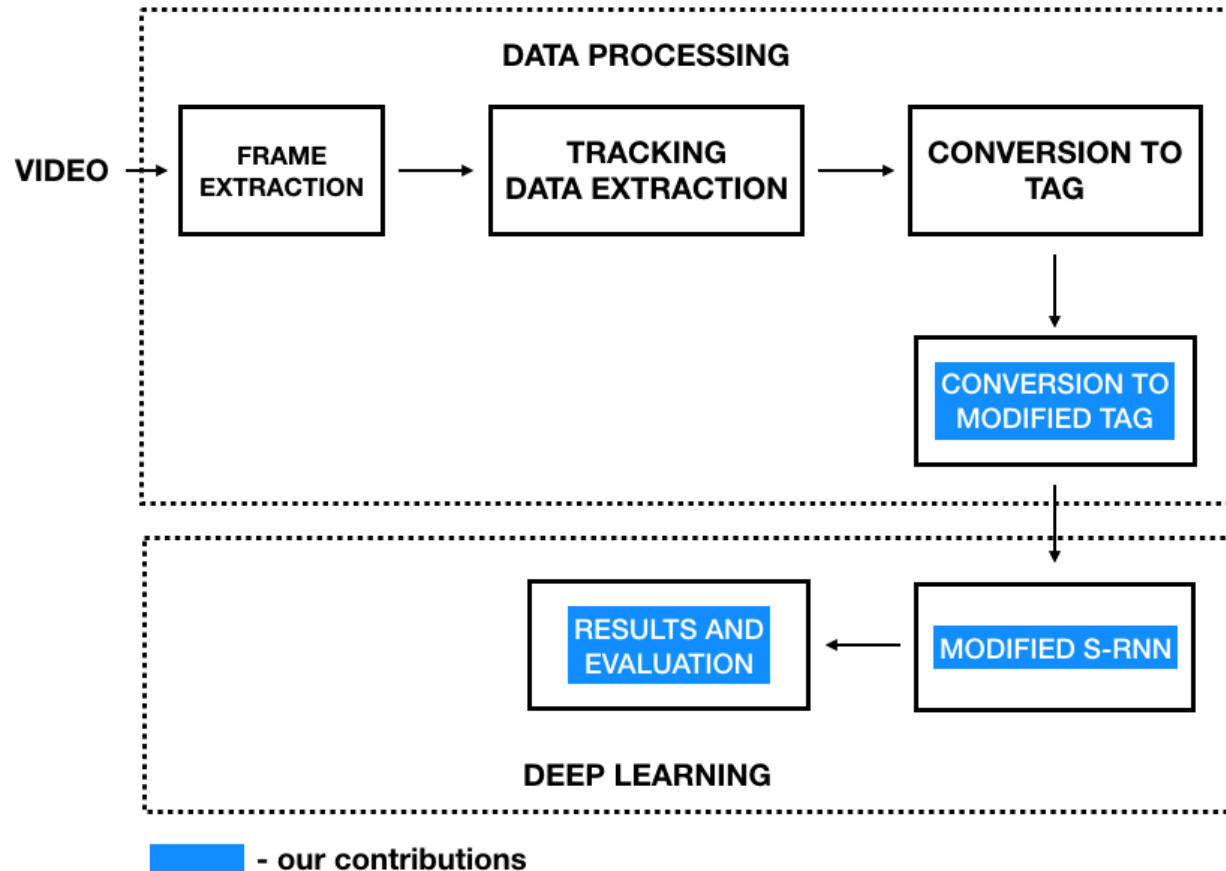 DATA PROCESSING
VIDEO
FRAME
EXTRACTION
TRACKING
DATA EXTRACTION
CONVERSION TO
TAG
CONVERSION TO
MODIFIED TAG
MODIFIED S-RNN
RESULTS AND
EVALUATION
DEEP LEARNING
- our contributions